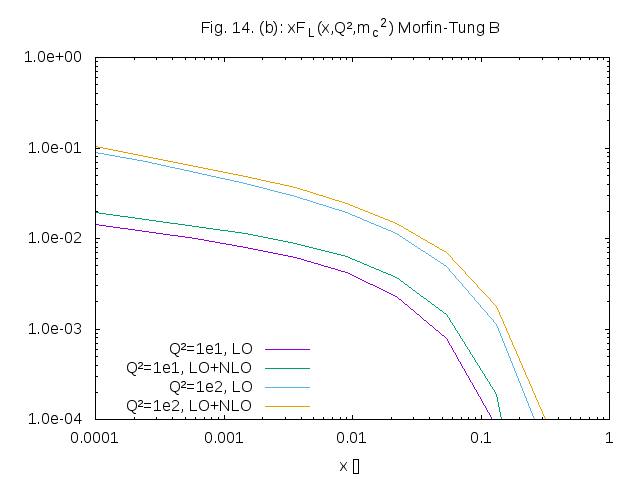 Fig. 14. (b): xF_L(x,Q²,m_c²) Morfin-Tung B
1.0e+00
1.0e-01
1.0e-02
1.0e-03
1.0e-04
Q²=1e1, LO
Q²=1e1, LO+NLO
Q²=1e2, LO
Q²=1e2, LO+NLO
0.0001 0.001 0.01 0.1 1
x []